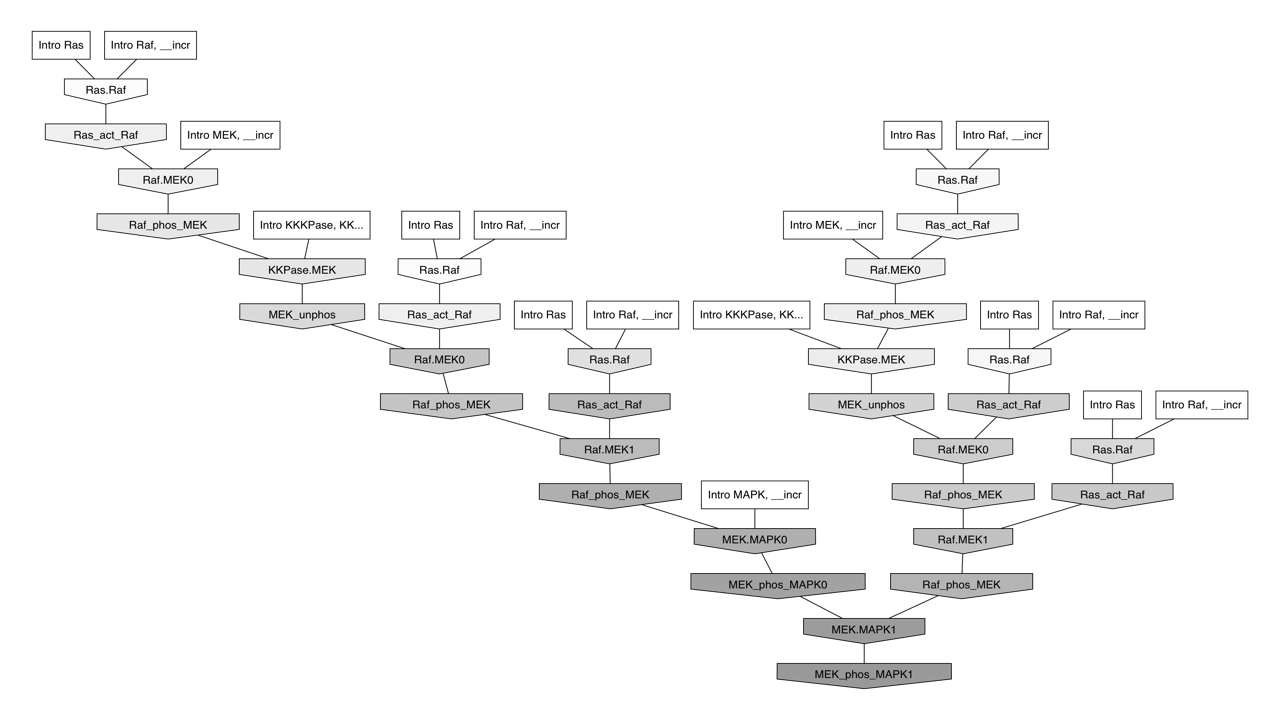 Intro Ras
Intro Raf, __incr
Ras.Raf
Ras_act_Raf
Intro MEK, __incr
Intro Ras
Intro Raf, __incr
Raf.MEK0
Ras.Raf
Raf_phos_MEK
Intro KKKPase, KK...
Intro Ras
Intro Raf, __incr
Intro MEK, __incr
Ras_act_Raf
KKPase.MEK
Ras.Raf
Raf.MEK0
MEK_unphos
Ras_act_Raf
Intro Ras
Intro Raf, __incr
Intro KKKPase, KK...
Raf_phos_MEK
Intro Ras
Intro Raf, __incr
Raf.MEK0
Ras.Raf
KKPase.MEK
Ras.Raf
Raf_phos_MEK
Ras_act_Raf
MEK_unphos
Ras_act_Raf
Intro Ras
Intro Raf, __incr
Raf.MEK1
Raf.MEK0
Ras.Raf
Raf_phos_MEK
Intro MAPK, __incr
Raf_phos_MEK
Ras_act_Raf
MEK.MAPK0
Raf.MEK1
MEK_phos_MAPK0
Raf_phos_MEK
MEK.MAPK1
MEK_phos_MAPK1